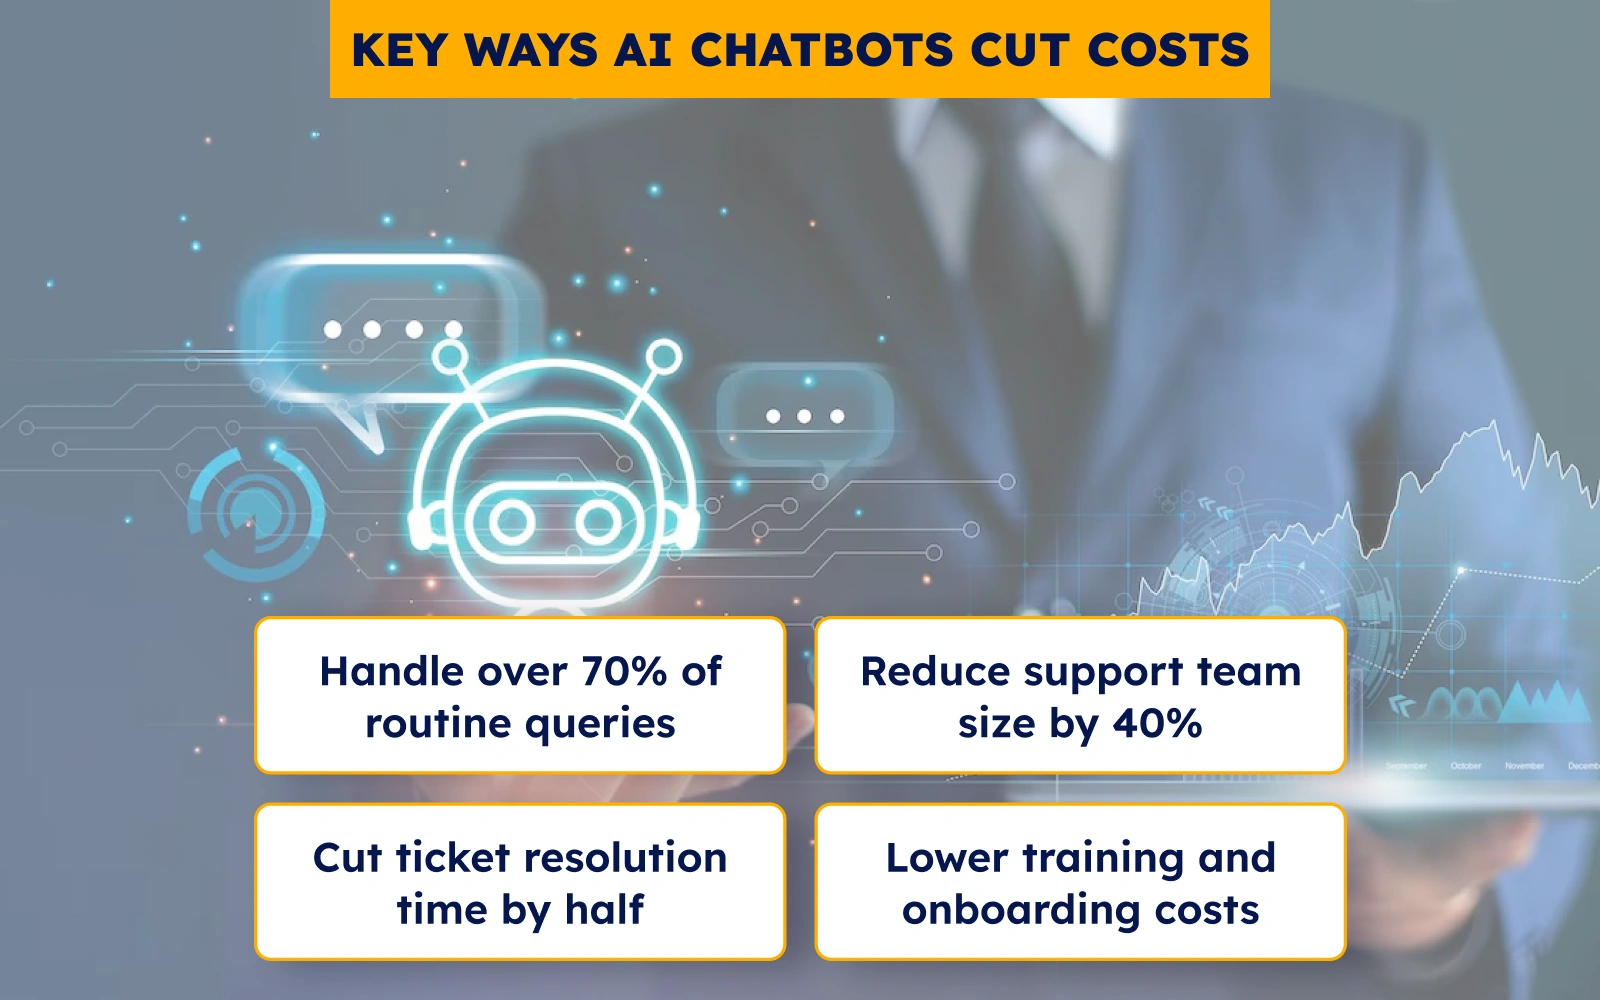 KEY WAYS AI CHATBOTS CUT COSTS
Handle over 70% of
routine queries
Reduce support team
size by 40%
Cut ticket resolution
time by half
Lower training and
onboarding costs
September October November Decemb